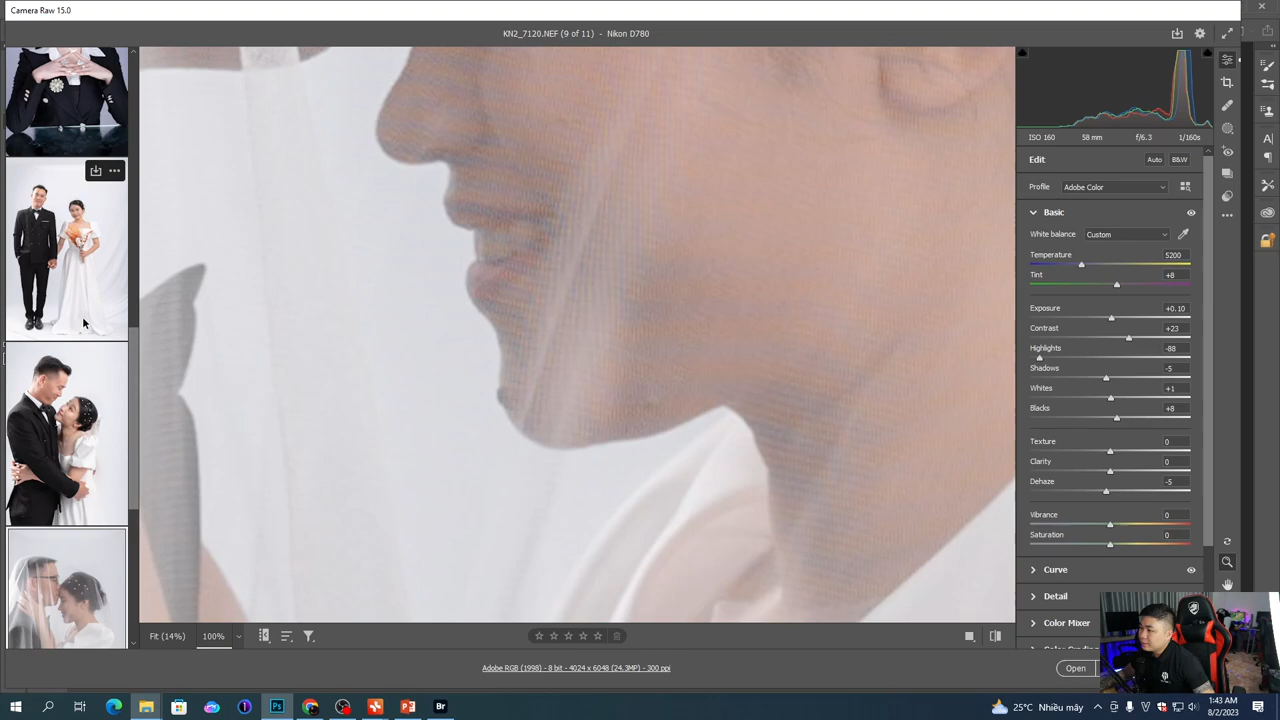 Camera Raw 15.0
KN2_7120.NEF (9 of 11) - Nikon D780
ISO 160 58 mm f/6.3 1/160s
Edit Auto B&W
Profile Adobe Color
Basic
White balance Custom
Temperature 5200
Tint +8
Exposure +0.10
Contrast +23
Highlights -88
Shadows -5
Whites +1
Blacks +8
Texture 0
Clarity 0
Dehaze -5
Vibrance 0
Saturation 0
Curve
Detail
Color Mixer
Fit (14%) 100%
Adobe RGB (1998) - 8 bit - 4024 x 6048 (24.3MP) - 300 ppi
Open
Ps
Br
25°C Nhiều mây
1:43 AM
8/2/2023